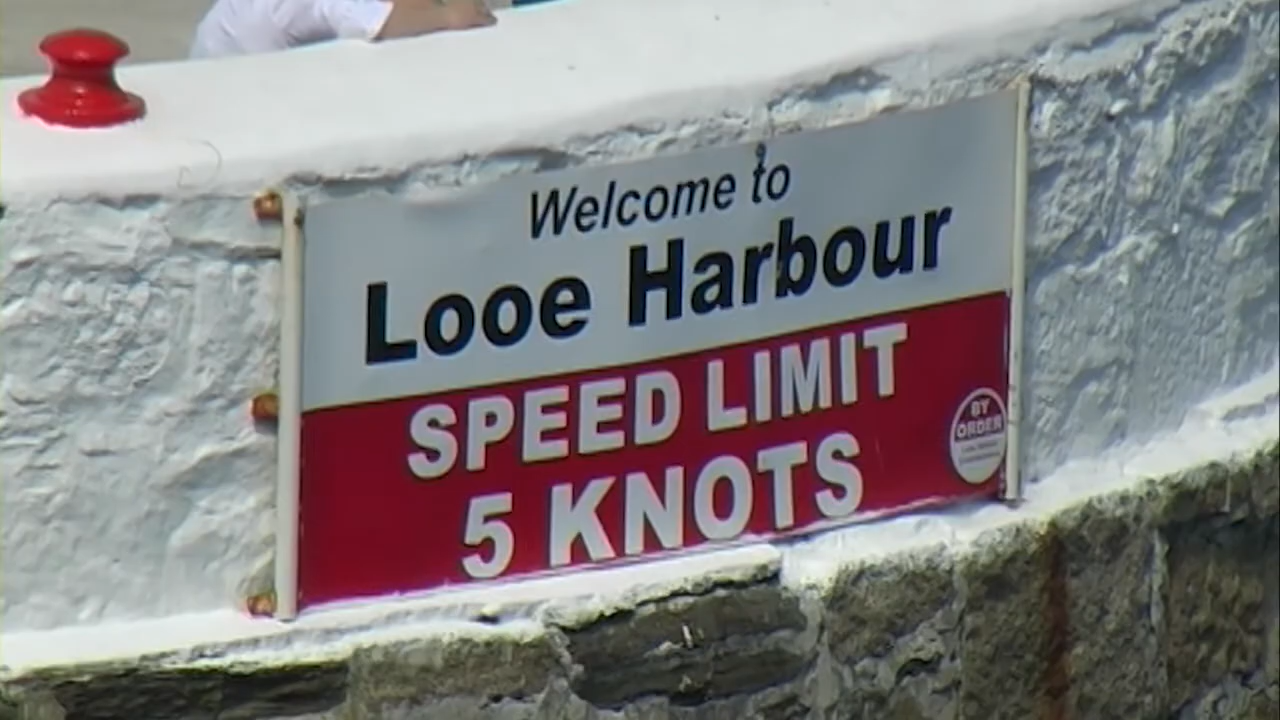 Welcome to
Looe Harbour
SPEED LIMIT
5 KNOTS
BY
ORDER